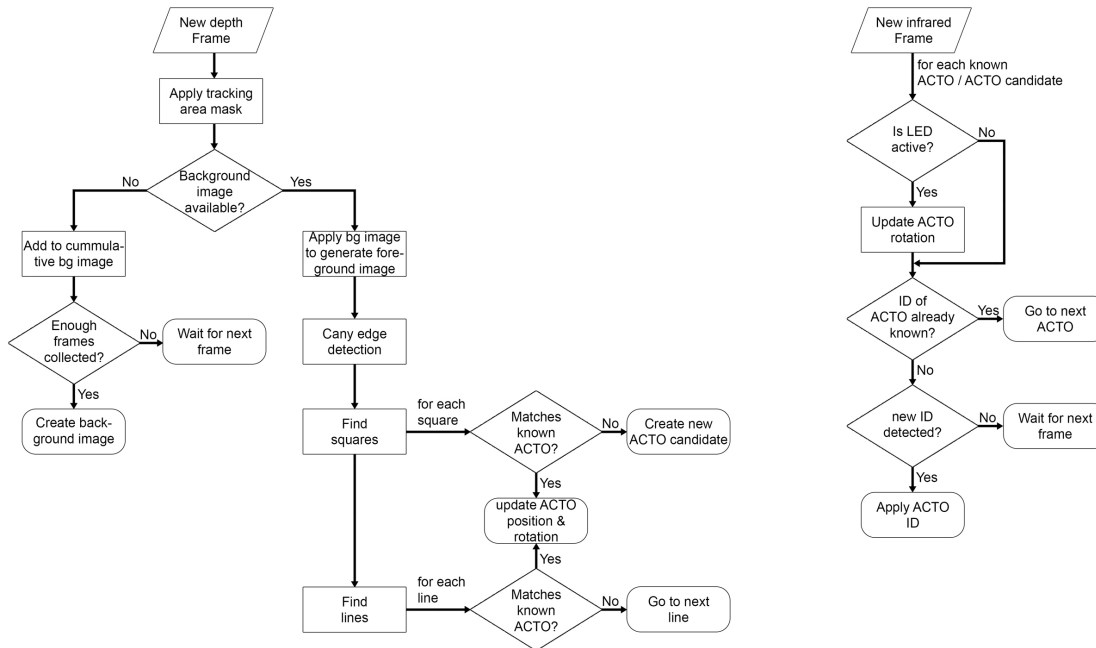 New depth
Frame
Apply tracking
area mask
Background
image
available?
No
Yes
Add to cummula-
tive bg image
Enough
frames
collected?
No
Wait for next
frame
Yes
Create back-
ground image
Apply bg image
to generate fore-
ground image
Cany edge
detection
Find
squares
for each
square
Matches
known
ACTO?
No
Create new
ACTO candidate
Yes
update ACTO
position &
rotation
Yes
Find
lines
for each
line
Matches
known
ACTO?
No
Go to next
line
New infrared
Frame
for each known
ACTO / ACTO candidate
Is LED
active?
No
Yes
Update ACTO
rotation
ID of
ACTO already
known?
Yes
Go to next
ACTO
No
new ID
detected?
No
Wait for next
frame
Yes
Apply ACTO
ID